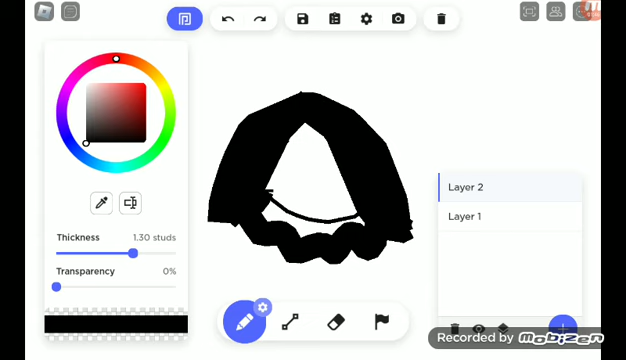 Thickness 1.30 studs
Transparency 0%
Layer 2
Layer 1
Recorded by MOBIZEN